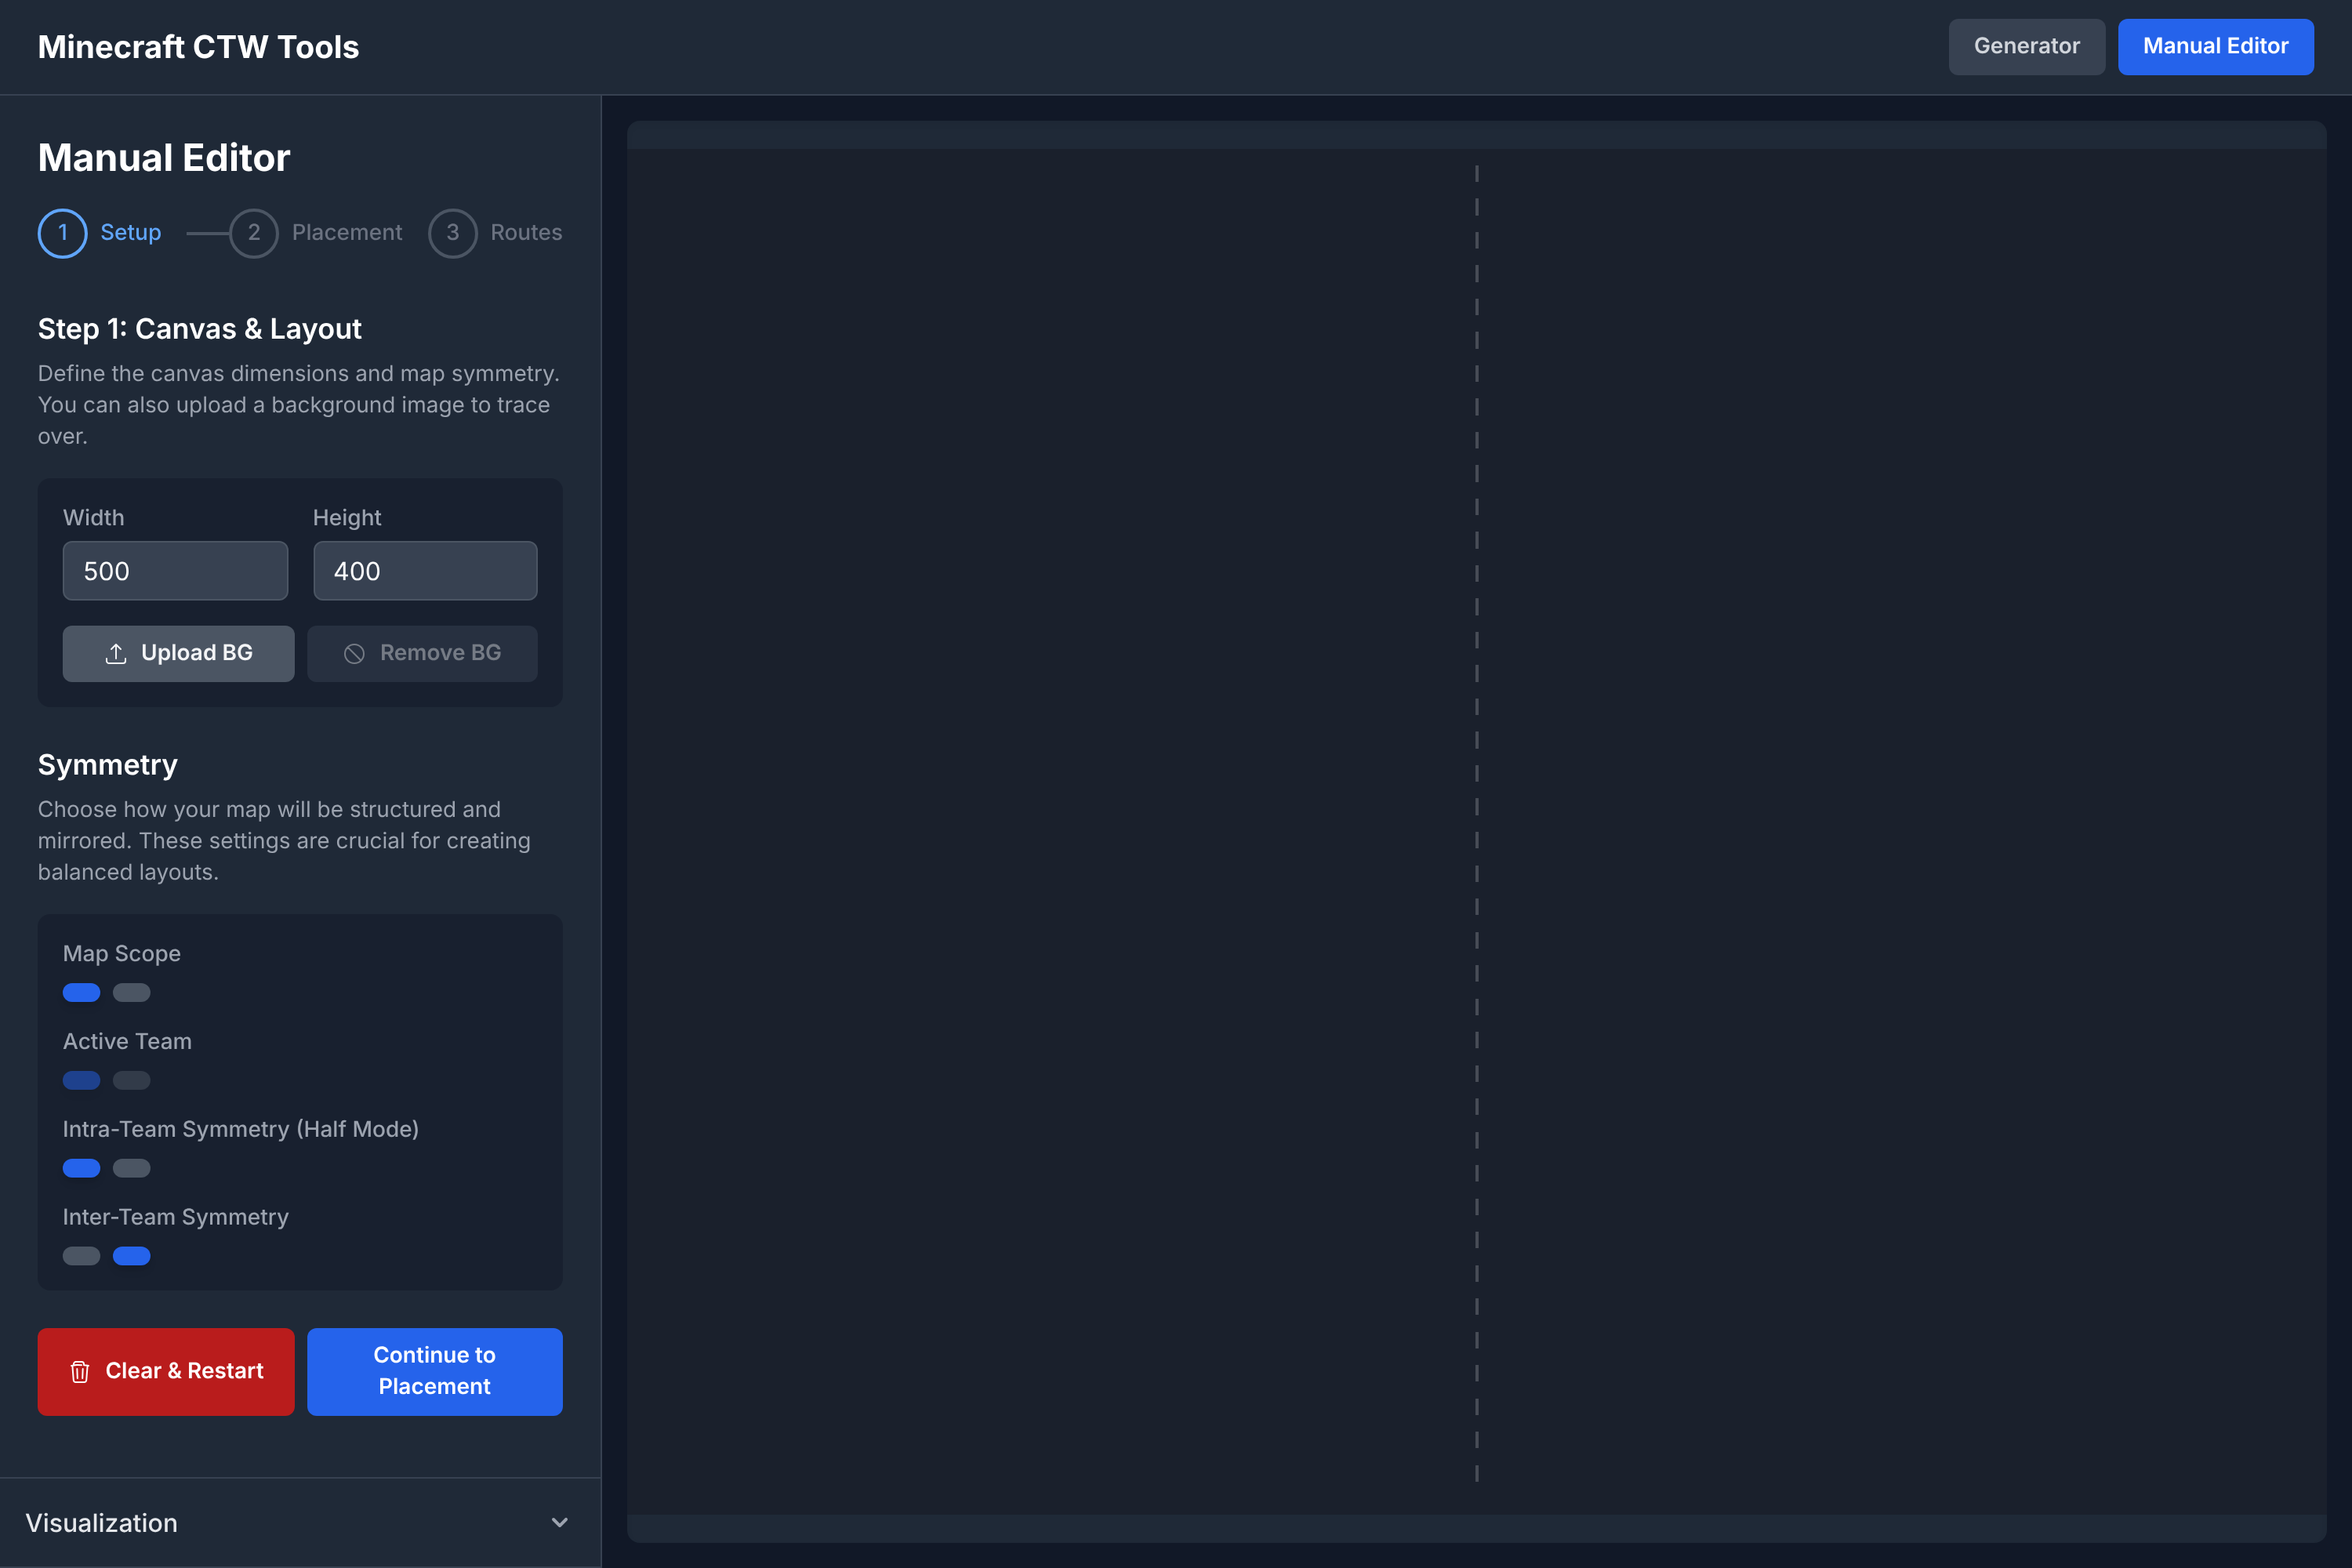 Minecraft CTW Tools
Generator
Manual Editor
Manual Editor
1 Setup
2 Placement
3 Routes
Step 1: Canvas & Layout
Define the canvas dimensions and map symmetry.
You can also upload a background image to trace
over.
Width
Height
500
400
Upload BG
Remove BG
Symmetry
Choose how your map will be structured and
mirrored. These settings are crucial for creating
balanced layouts.
Map Scope
Active Team
Intra-Team Symmetry (Half Mode)
Inter-Team Symmetry
Clear & Restart
Continue to
Placement
Visualization